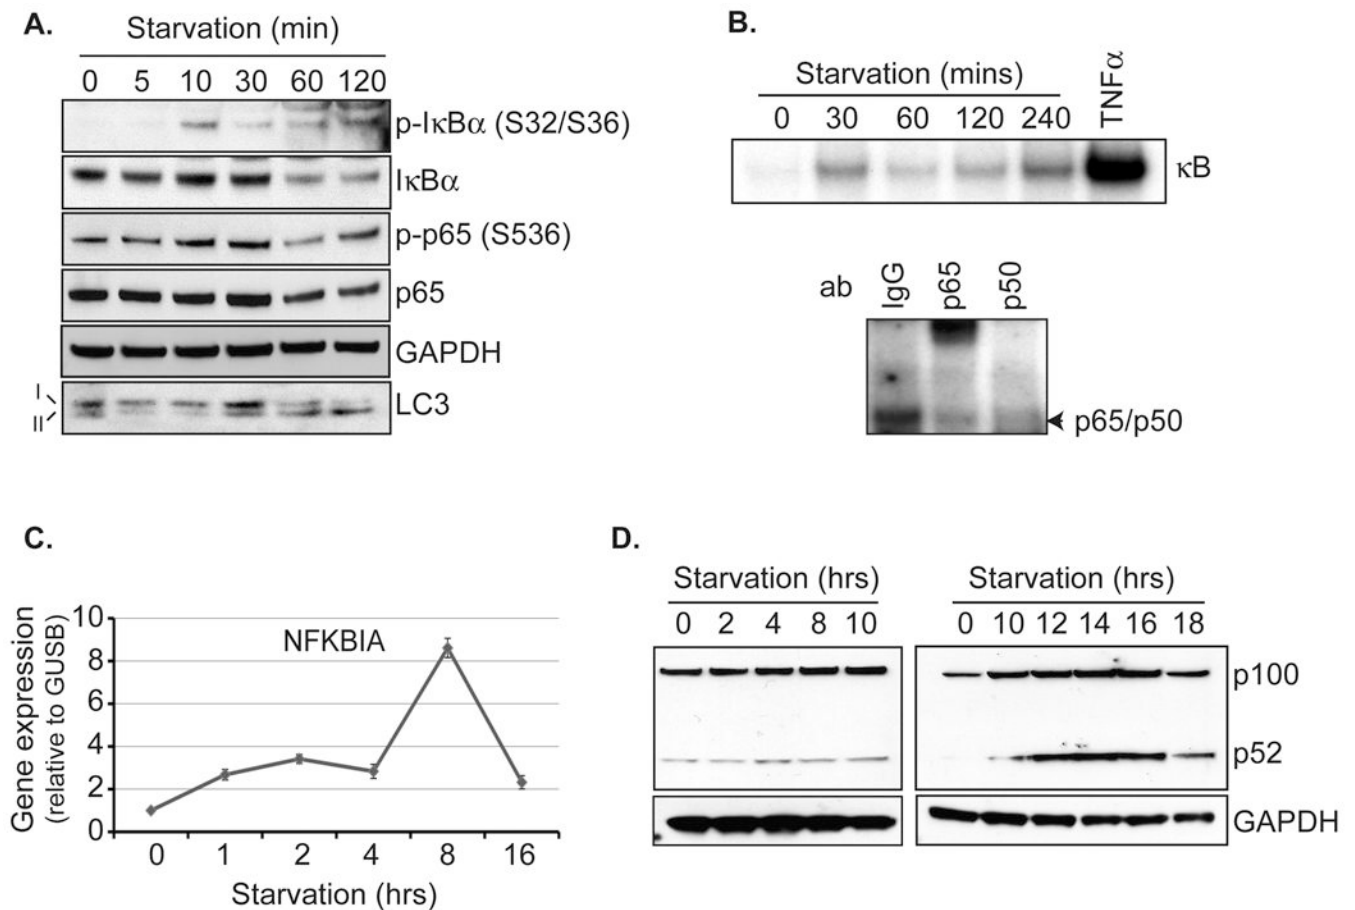 A.
Starvation (min)
0 5 10 30 60 120
p-IκBα (S32/S36)
IκBα
p-p65 (S536)
p65
GAPDH
I
II
LC3
B.
Starvation (mins)
0 30 60 120 240 TNFα
κB
ab IgG p65 p50
p65/p50
C.
Gene expression
(relative to GUSB)
10
8
6
4
2
0
NFKBIA
0 1 2 4 8 16
Starvation (hrs)
D.
Starvation (hrs)
0 2 4 8 10
Starvation (hrs)
0 10 12 14 16 18
p100
p52
GAPDH